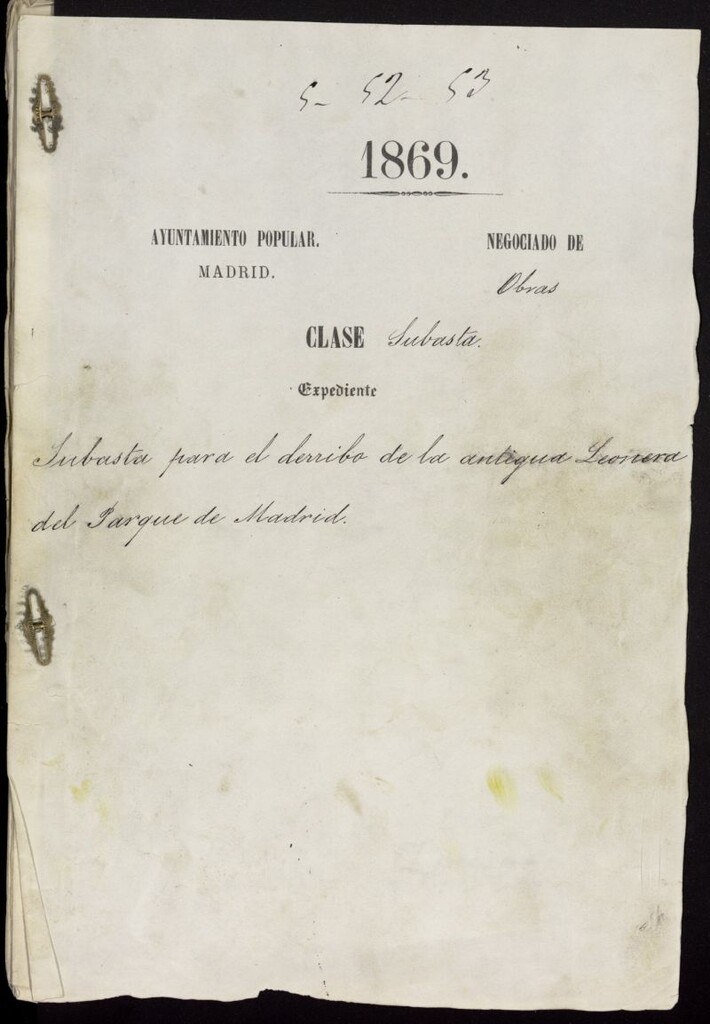 5- 52- 53
1869.
AYUNTAMIENTO POPULAR.
MADRID.
NEGOCIADO DE
Obras
CLASE Subasta.
Expediente
Subasta para el derribo de la antigua Leonera
del Parque de Madrid.